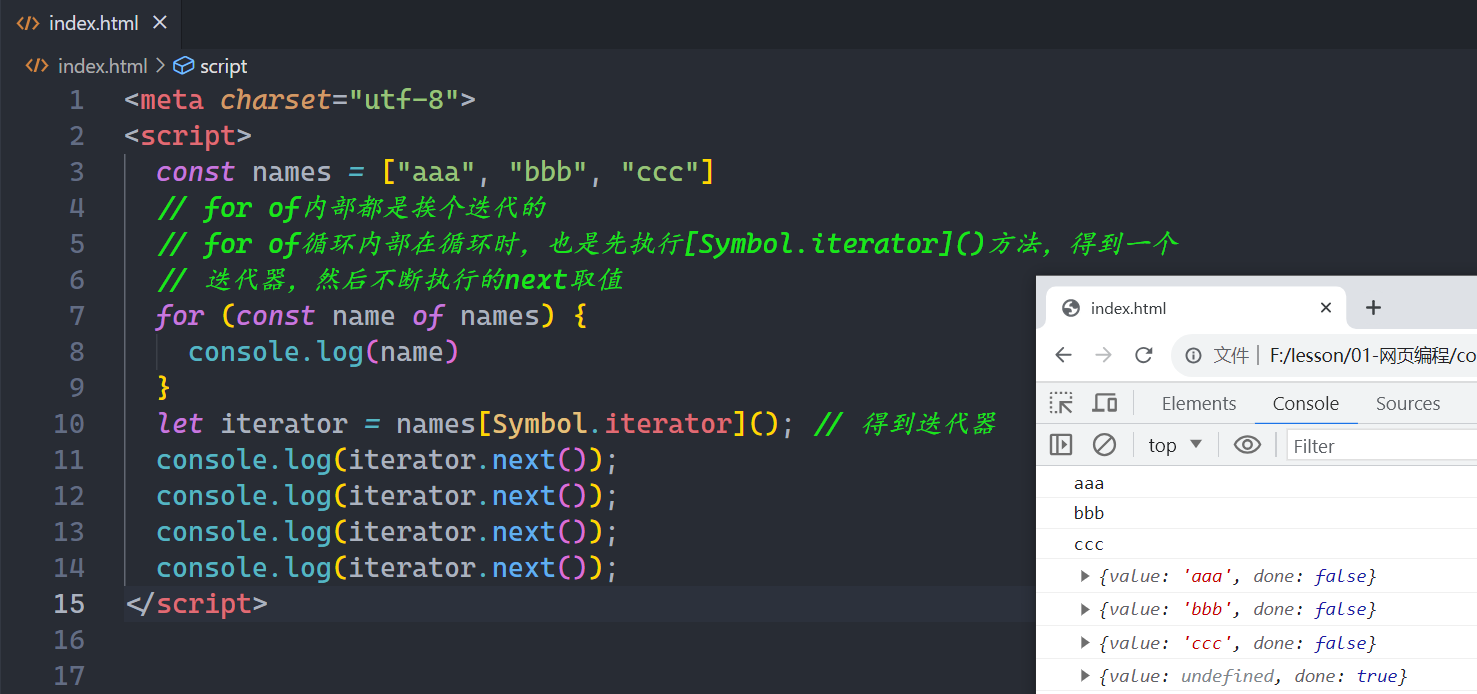 index.html
index.html > script
1 <meta charset="utf-8">
2 <script>
3 const names = ["aaa", "bbb", "ccc"]
4 // for of内部都是挨个迭代的
5 // for of循环内部在循环时，也是先执行[Symbol.iterator]()方法，得到一个
6 // 迭代器，然后不断执行的next取值
7 for (const name of names) {
8 console.log(name)
9 }
10 let iterator = names[Symbol.iterator](); // 得到迭代器
11 console.log(iterator.next());
12 console.log(iterator.next());
13 console.log(iterator.next());
14 console.log(iterator.next());
15 </script>
16
17
index.html
文件 | F:/lesson/01-网页编程/co
Elements Console Sources
top Filter
aaa
bbb
ccc
{value: 'aaa', done: false}
{value: 'bbb', done: false}
{value: 'ccc', done: false}
{value: undefined, done: true}